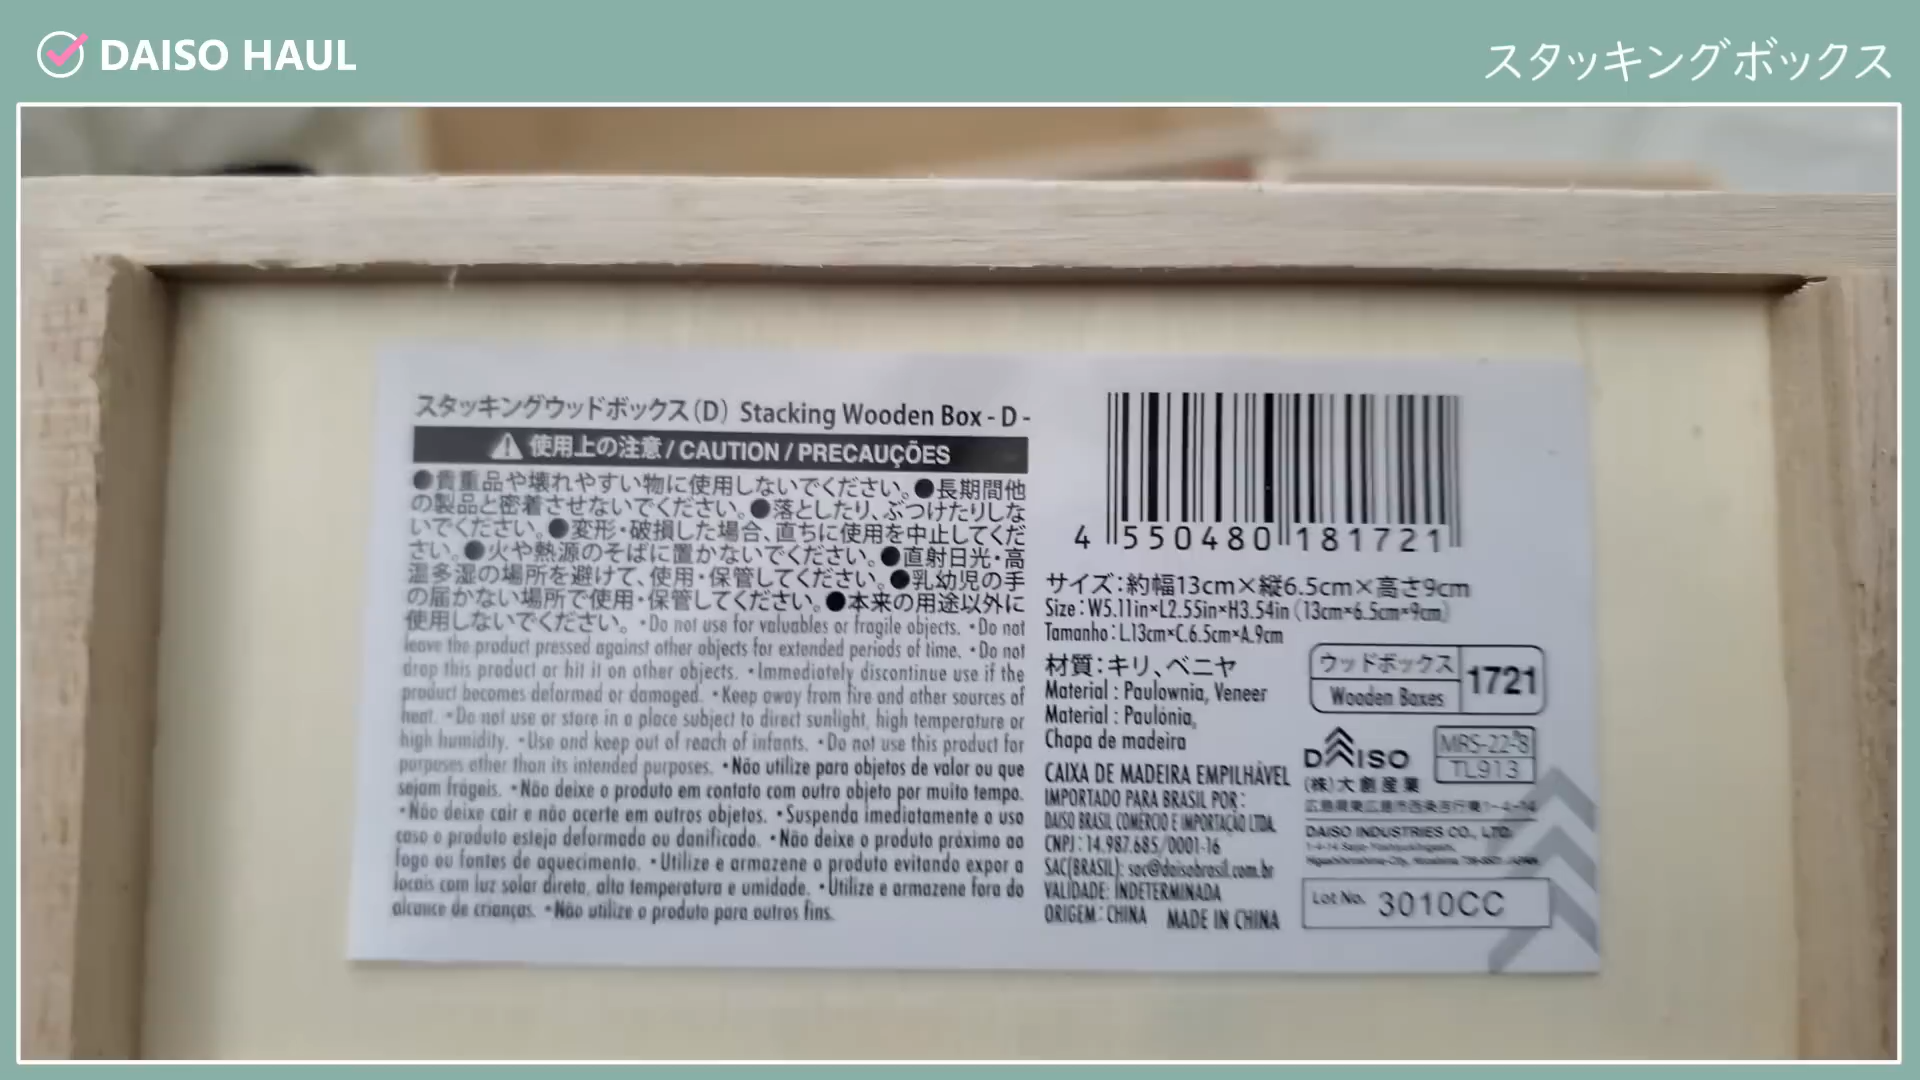 DAISO HAUL
スタッキングボックス
スタッキングウッドボックス(D) Stacking Wooden Box - D -
使用上の注意 / CAUTION / PRECAUÇÕES
●貴重品や壊れやすい物に使用しないでください。●長期間他
の製品と密着させないでください。●落としたり、ぶつけたりしな
いでください。●変形・破損した場合、直ちに使用を中止してくだ
さい。●火や熱源のそばに置かないでください。●直射日光・高
温多湿の場所を避けて、使用・保管してください。●乳幼児の手
の届かない場所で使用・保管してください。●本来の用途以外に
使用しないでください。 •Do not use for valuables or fragile objects. •Do not
leave the product pressed against other objects for extended periods of time. •Do not
drop this product or hit it on other objects. •Immediately discontinue use if the
product becomes deformed or damaged. •Keep away from fire and other sources of
heat. •Do not use or store in a place subject to direct sunlight, high temperature or
high humidity. •Use and keep out of reach of infants. •Do not use this product for
purposes other than its intended purposes. •Não utilize para objetos de valor ou que
sejam frágeis. •Não deixe o produto em contato com outro objeto por muito tempo.
•Não deixe cair e não acerte em outros objetos. •Suspenda imediatamente o uso
caso o produto esteja deformado ou danificado. •Não deixe o produto próximo ao
fogo ou fontes de aquecimento. •Utilize e armazene o produto evitando expor a
locais com luz solar direta, alta temperatura e umidade. •Utilize e armazene fora do
alcance de crianças. •Não utilize o produto para outros fins.
4 550480 181721
サイズ:約幅13cm×縦6.5cm×高さ9cm
Size : W5.11in×L2.55in×H3.54in (13cm×6.5cm×9cm)
Tamanho : L.13cm×C.6.5cm×A.9cm
材質:キリ、ベニヤ
Material : Paulownia, Veneer
Material : Paulónia,
Chapa de madeira
CAIXA DE MADEIRA EMPILHÁVEL
IMPORTADO PARA BRASIL POR :
DAISO BRASIL COMÉRCIO E IMPORTAÇÃO LTDA.
CNPJ : 14.987.685/0001-16
SAC(BRASIL): sac@daisobrasil.com.br
VALIDADE: INDETERMINADA
ORIGEM : CHINA MADE IN CHINA
ウッドボックス
Wooden Boxes
1721
DAISO
MRS-22-8
TL913
(株)大創産業
広島県東広島市西条吉行東1-4-14
DAISO INDUSTRIES CO., LTD.
Lot No. 3010CC